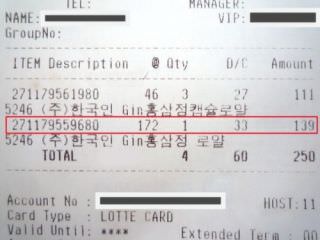 TEL: MANAGER:
NAME: VIP:
GroupNo:
ITEM Description @ Qty D/C Amount
271179561980 46 3 27 111
5246 (주)한국인 Gin홍삼정캡슐로얄
271179559680 172 1 33 139
5246 (주)한국인 Gin홍삼정 로얄
TOTAL 4 60 250
Account No : HOST:11
Card Type : LOTTE CARD
Valid Until: **** Extended Term : 00